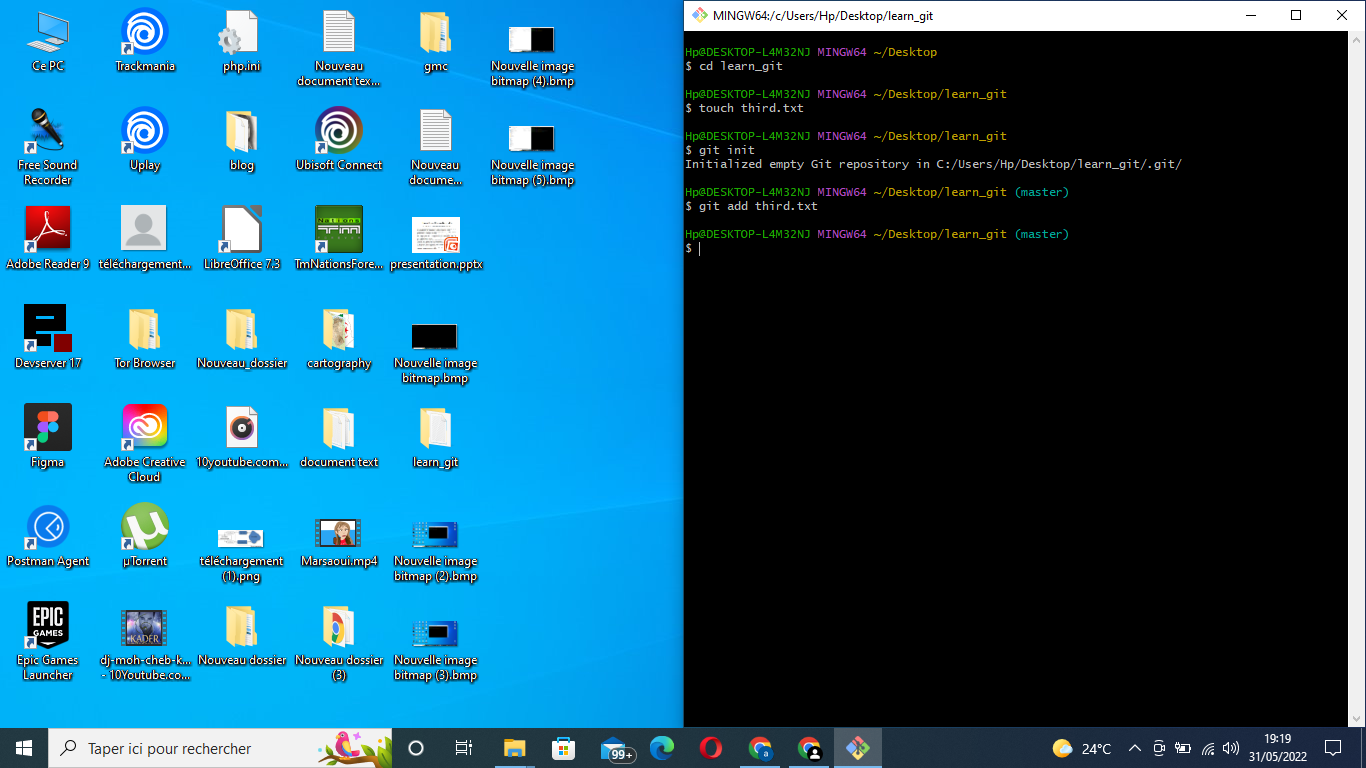 Ce PC
Trackmania
php.ini
Nouveau
document tex...
gmc
Nouvelle image
bitmap (4).bmp
Free Sound
Recorder
Uplay
blog
Ubisoft Connect
Nouveau
docume...
Nouvelle image
bitmap (5).bmp
Adobe Reader 9
téléchargement...
LibreOffice 7.3
Nations
TmNationsFore...
presentation.pptx
Devserver 17
Tor Browser
Nouveau_dossier
cartography
Nouvelle image
bitmap.bmp
Figma
Adobe Creative
Cloud
10youtube.com...
document text
learn_git
Postman Agent
µTorrent
téléchargement
(1).png
Marsaoui.mp4
Nouvelle image
bitmap (2).bmp
EPIC
GAMES
Epic Games
Launcher
KADER
dj-moh-cheb-k...
- 10Youtube.co...
Nouveau dossier
Nouveau dossier
(3)
Nouvelle image
bitmap (3).bmp
MINGW64:/c/Users/Hp/Desktop/learn_git
Hp@DESKTOP-L4M32NJ MINGW64 ~/Desktop
$ cd learn_git
Hp@DESKTOP-L4M32NJ MINGW64 ~/Desktop/learn_git
$ touch third.txt
Hp@DESKTOP-L4M32NJ MINGW64 ~/Desktop/learn_git
$ git init
Initialized empty Git repository in C:/Users/Hp/Desktop/learn_git/.git/
Hp@DESKTOP-L4M32NJ MINGW64 ~/Desktop/learn_git (master)
$ git add third.txt
Hp@DESKTOP-L4M32NJ MINGW64 ~/Desktop/learn_git (master)
$
Taper ici pour rechercher
99+
a
24°C
19:19
31/05/2022